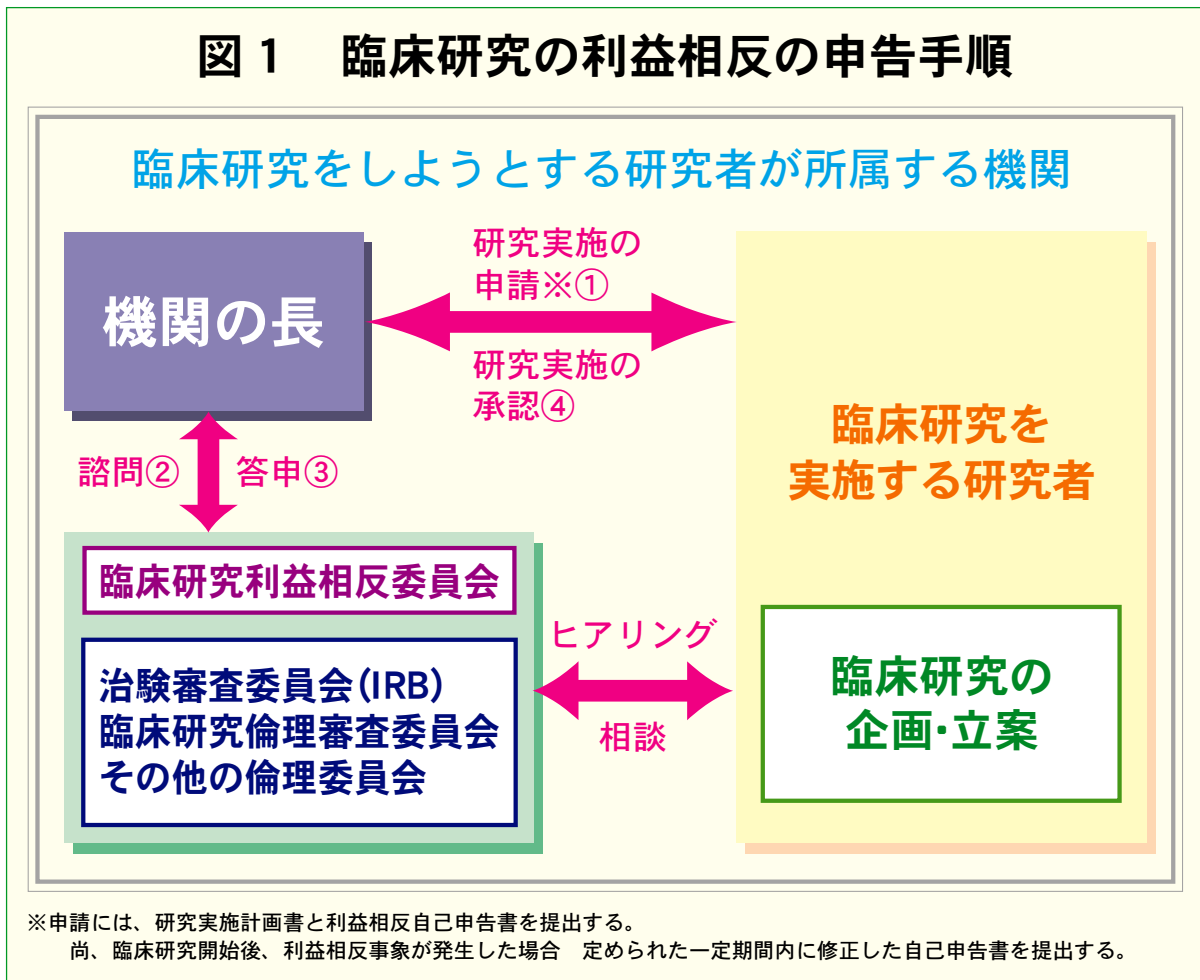 図1 臨床研究の利益相反の申告手順
臨床研究をしようとする研究者が所属する機関
機関の長
研究実施の
申請※①
研究実施の
承認④
臨床研究を
実施する研究者
諮問②
答申③
臨床研究利益相反委員会
治験審査委員会(IRB)
臨床研究倫理審査委員会
その他の倫理委員会
ヒアリング
相談
臨床研究の
企画・立案
※申請には、研究実施計画書と利益相反自己申告書を提出する。
尚、臨床研究開始後、利益相反事象が発生した場合 定められた一定期間内に修正した自己申告書を提出する。